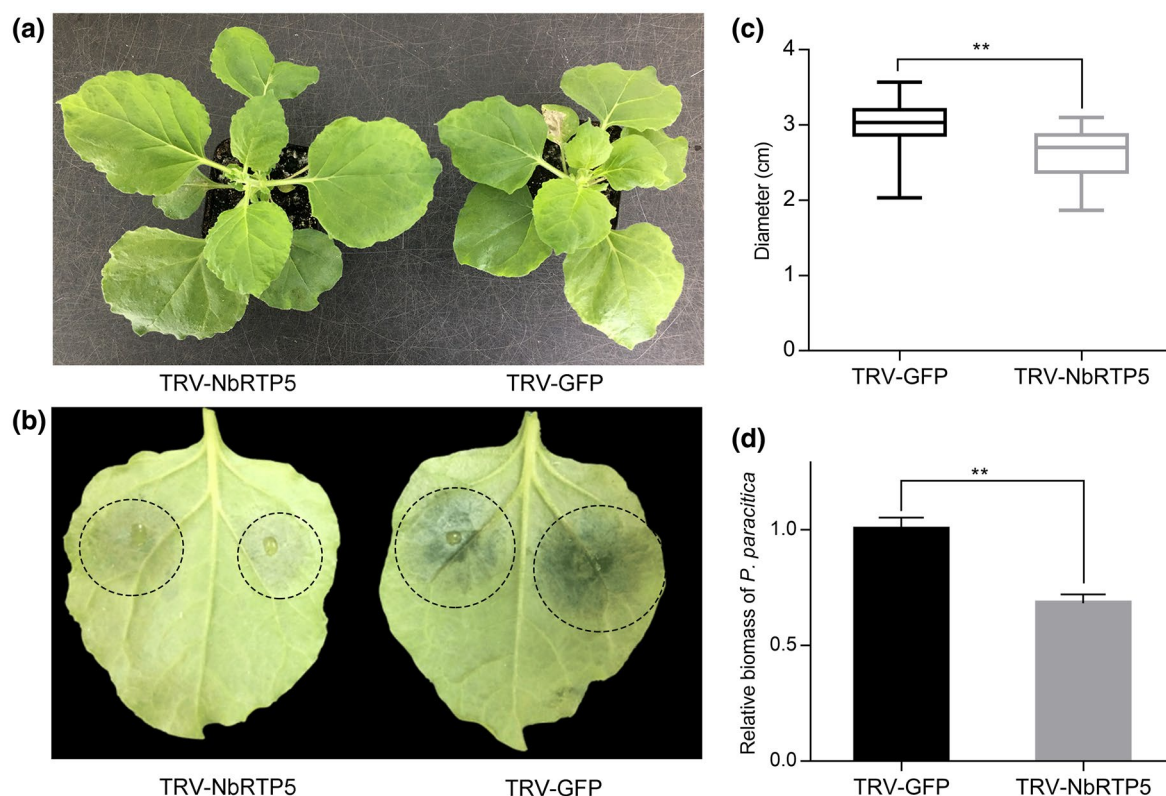 (a)
TRV-NbRTP5
TRV-GFP
(b)
TRV-NbRTP5
TRV-GFP
(c)
**
4
3
2
1
0
Diameter (cm)
TRV-GFP
TRV-NbRTP5
(d)
**
1.0
0.5
0.0
Relative biomass of P. paracitica
TRV-GFP
TRV-NbRTP5